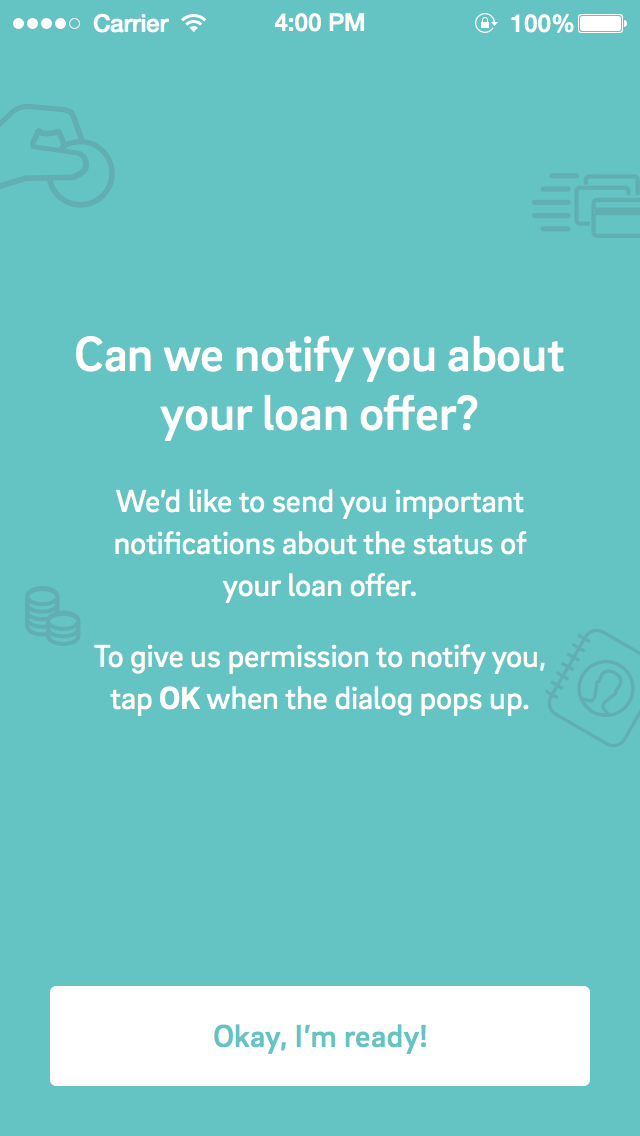 Carrier 4:00 PM 100%
Can we notify you about
your loan offer?
We’d like to send you important
notifications about the status of
your loan offer.
To give us permission to notify you,
tap OK when the dialog pops up.
Okay, I’m ready!